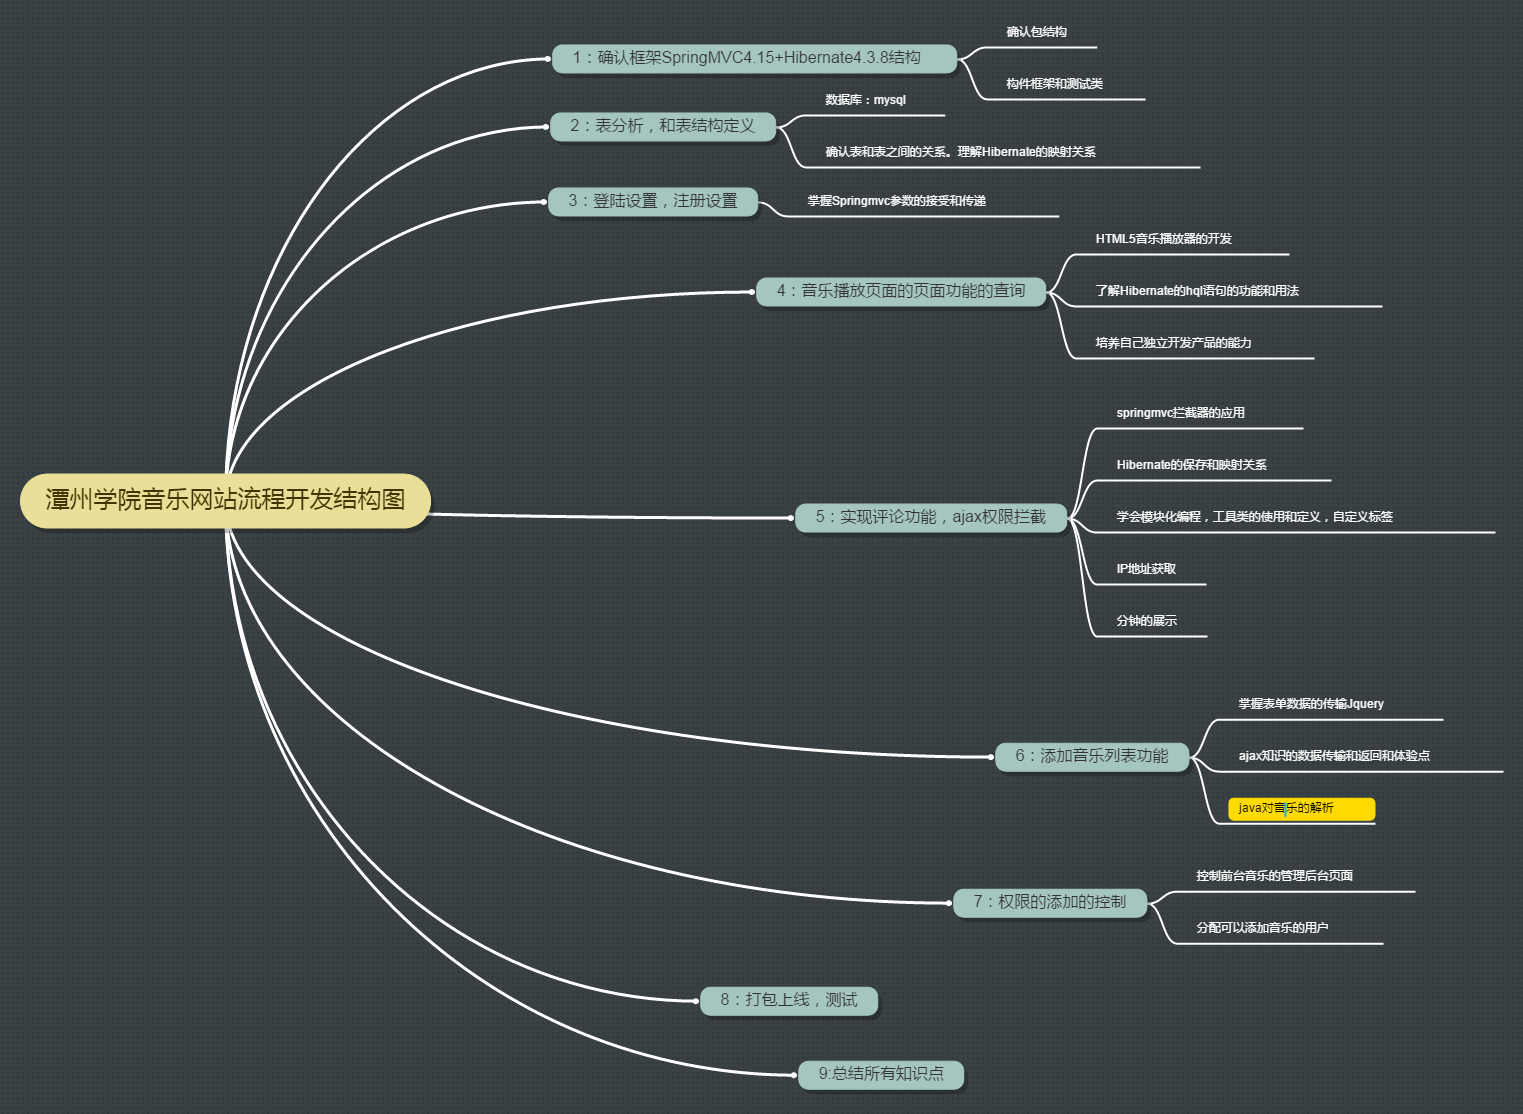 潭州学院音乐网站流程开发结构图
1：确认框架SpringMVC4.15+Hibernate4.3.8结构
确认包结构
构件框架和测试类
2：表分析，和表结构定义
数据库：mysql
确认表和表之间的关系。理解Hibernate的映射关系
3：登陆设置，注册设置
掌握Springmvc参数的接受和传递
4：音乐播放页面的页面功能的查询
HTML5音乐播放器的开发
了解Hibernate的hql语句的功能和用法
培养自己独立开发产品的能力
5：实现评论功能，ajax权限拦截
springmvc拦截器的应用
Hibernate的保存和映射关系
学会模块化编程，工具类的使用和定义，自定义标签
IP地址获取
分钟的展示
6：添加音乐列表功能
掌握表单数据的传输Jquery
ajax知识的数据传输和返回和体验点
java对音乐的解析
7：权限的添加的控制
控制前台音乐的管理后台页面
分配可以添加音乐的用户
8：打包上线，测试
9:总结所有知识点